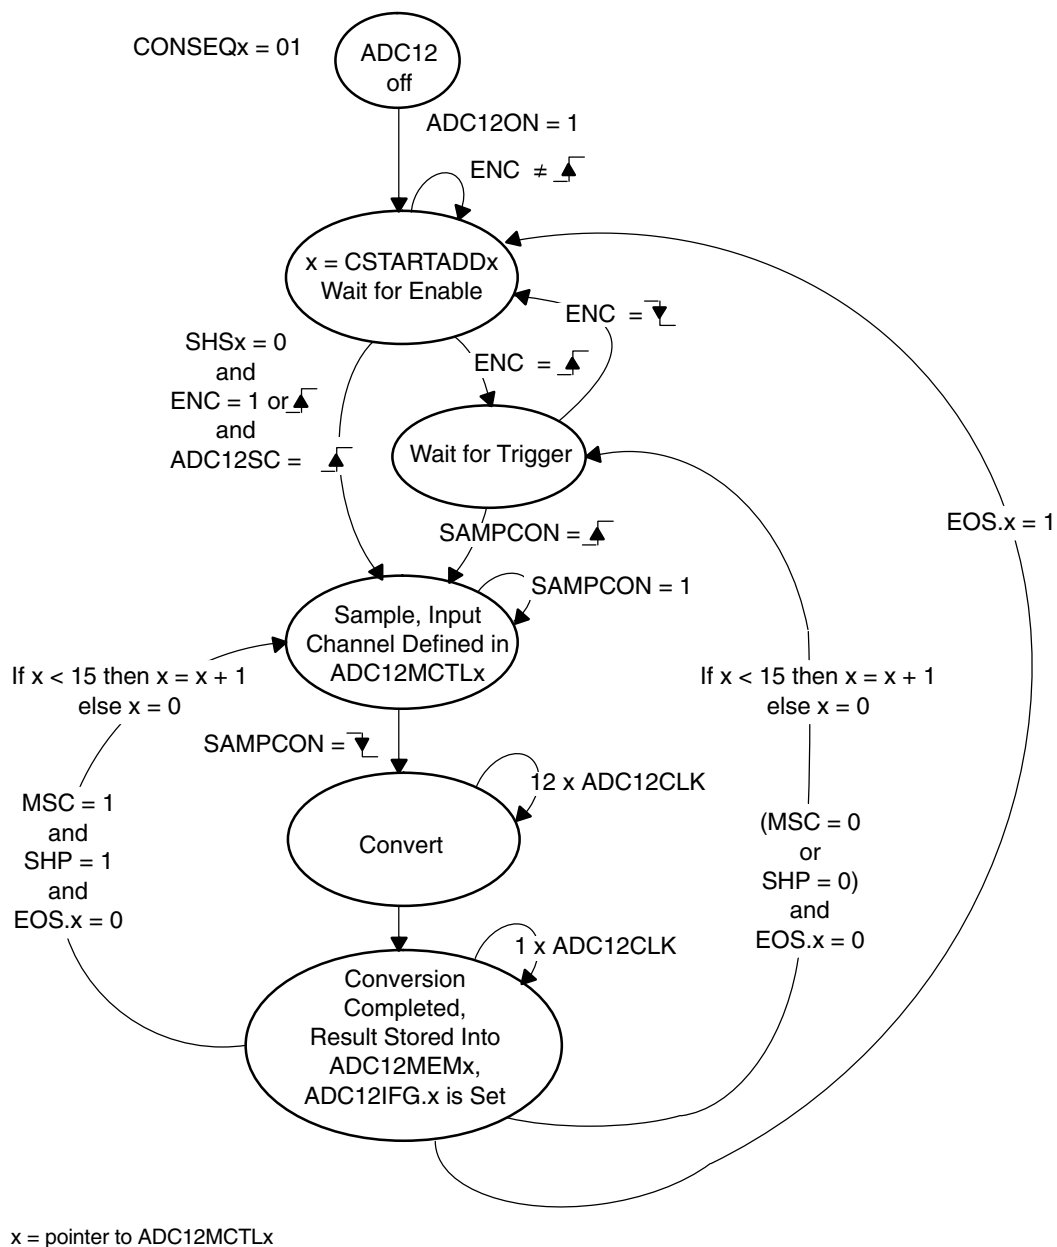 CONSEQx = 01
ADC12
off
ADC12ON = 1
ENC ≠
x = CSTARTADDx
Wait for Enable
ENC =
SHSx = 0
and
ENC = 1 or
and
ADC12SC =
ENC =
Wait for Trigger
EOS.x = 1
SAMPCON =
SAMPCON = 1
Sample, Input
Channel Defined in
ADC12MCTLx
If x < 15 then x = x + 1
else x = 0
If x < 15 then x = x + 1
else x = 0
SAMPCON =
12 x ADC12CLK
Convert
MSC = 1
and
SHP = 1
and
EOS.x = 0
(MSC = 0
or
SHP = 0)
and
EOS.x = 0
1 x ADC12CLK
Conversion
Completed,
Result Stored Into
ADC12MEMx,
ADC12IFG.x is Set
x = pointer to ADC12MCTLx